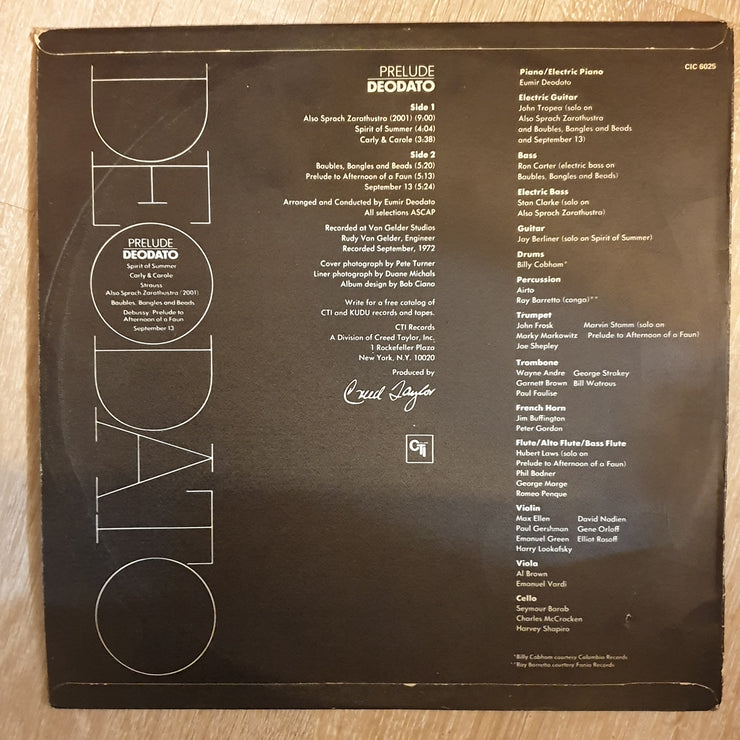 DEODATO
PRELUDE
DEODATO
Spirit of Summer
Carly & Carole
Strauss
Also Sprach Zarathustra (2001)
Baubles, Bangles and Beads
Debussy: Prelude to
Afternoon of a Faun
September 13
PRELUDE
DEODATO
Side 1
Also Sprach Zarathustra (2001) (9:00)
Spirit of Summer (4:04)
Carly & Carole (3:38)
Side 2
Baubles, Bangles and Beads (5:20)
Prelude to Afternoon of a Faun (5:13)
September 13 (5:24)
Arranged and Conducted by Eumir Deodato
All selections ASCAP
Recorded at Van Gelder Studios
Rudy Van Gelder, Engineer
Recorded September, 1972
Cover photograph by Pete Turner
Liner photograph by Duane Michals
Album design by Bob Ciano
Write for a free catalog of
CTI and KUDU records and tapes.
CTI Records
A Division of Creed Taylor, Inc.
1 Rockefeller Plaza
New York, N.Y. 10020
Produced by
Creed Taylor
CTi
CIC 6025
Piano/Electric Piano
Eumir Deodato
Electric Guitar
John Tropea (solo on
Also Sprach Zarathustra
and Baubles, Bangles and Beads
and September 13)
Bass
Ron Carter (electric bass on
Baubles, Bangles and Beads)
Electric Bass
Stan Clarke (solo on
Also Sprach Zarathustra)
Guitar
Jay Berliner (solo on Spirit of Summer)
Drums
Billy Cobham*
Percussion
Airto
Ray Barretto (conga)**
Trumpet
John Frosk Marvin Stamm (solo on
Marky Markowitz Prelude to Afternoon of a Faun)
Joe Shepley
Trombone
Wayne Andre George Strakey
Garnett Brown Bill Watrous
Paul Faulise
French Horn
Jim Buffington
Peter Gordon
Flute/Alto Flute/Bass Flute
Hubert Laws (solo on
Prelude to Afternoon of a Faun)
Phil Bodner
George Marge
Romeo Penque
Violin
Max Ellen David Nadien
Paul Gershman Gene Orloff
Emanuel Green Elliot Rosoff
Harry Lookofsky
Viola
Al Brown
Emanuel Vardi
Cello
Seymour Barab
Charles McCracken
Harvey Shapiro
*Billy Cobham courtesy Columbia Records
**Ray Barretto courtesy Fania Records